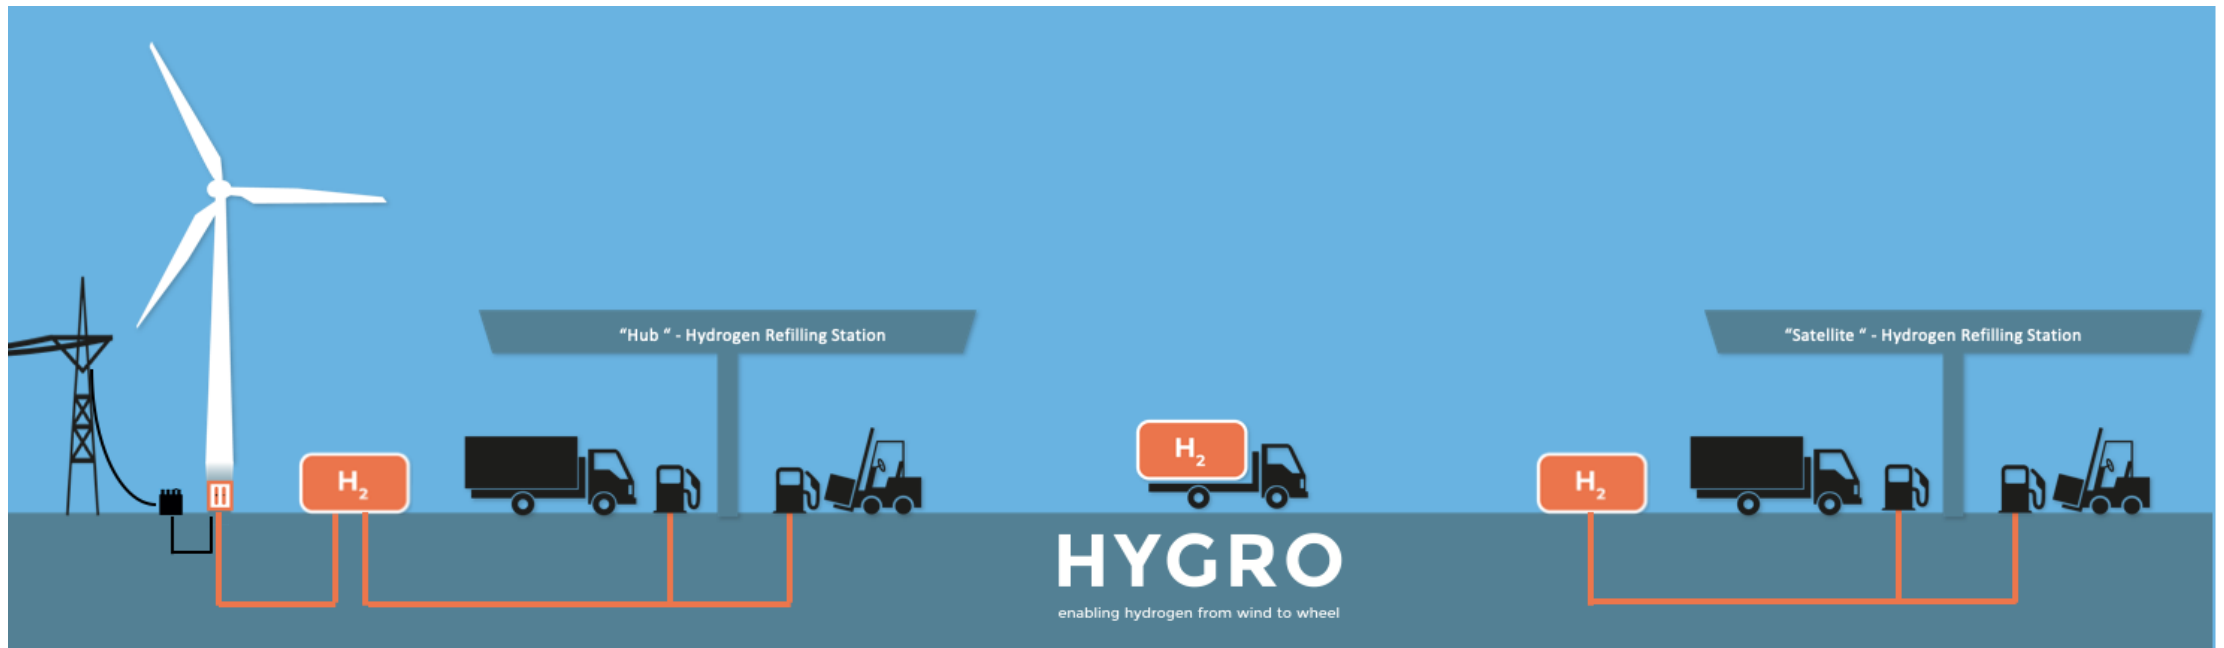 “Hub “ - Hydrogen Refilling Station
“Satellite “ - Hydrogen Refilling Station
H₂
H₂
H₂
HYGRO
enabling hydrogen from wind to wheel